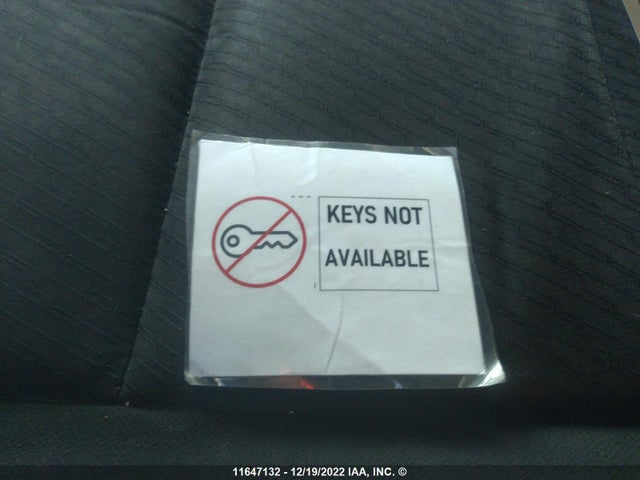 KEYS NOT
AVAILABLE
11647132 - 12/19/2022 IAA, INC. ©